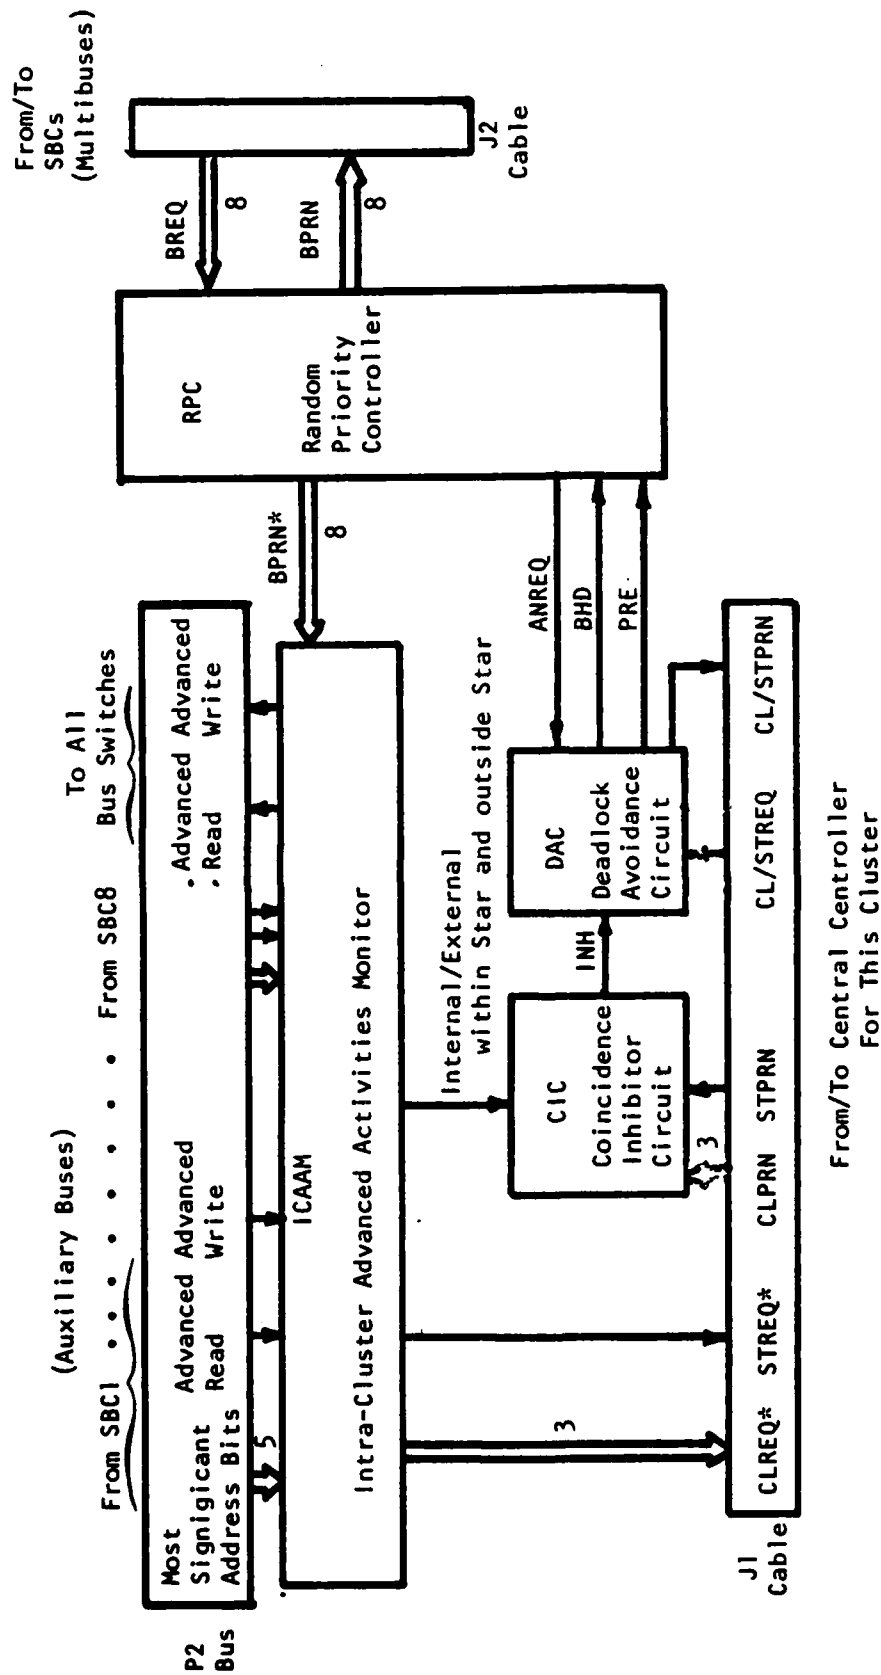 (Auxiliary Buses)
From SBC1 . . . . . . . . . From SBC8
To All
Bus Switches
From/To
SBCs
(Multibuses)
P2
Bus
Most
Signigicant
Address Bits
Advanced Advanced
Read Write
Advanced Advanced
Read Write
5
ICAAM
Intra-Cluster Advanced Activities Monitor
BPRN*
8
RPC
Random
Priority
Controller
BREQ
8
BPRN
8
J2
Cable
Internal/External
within Star and outside Star
ANREQ
BHD
PRE
CIC
Coincidence
Inhibitor
Circuit
INH
DAC
Deadlock
Avoidance
Circuit
3
3
J1
Cable
CLREQ* STREQ* CLPRN STPRN CL/STREQ CL/STPRN
From/To Central Controller
For This Cluster